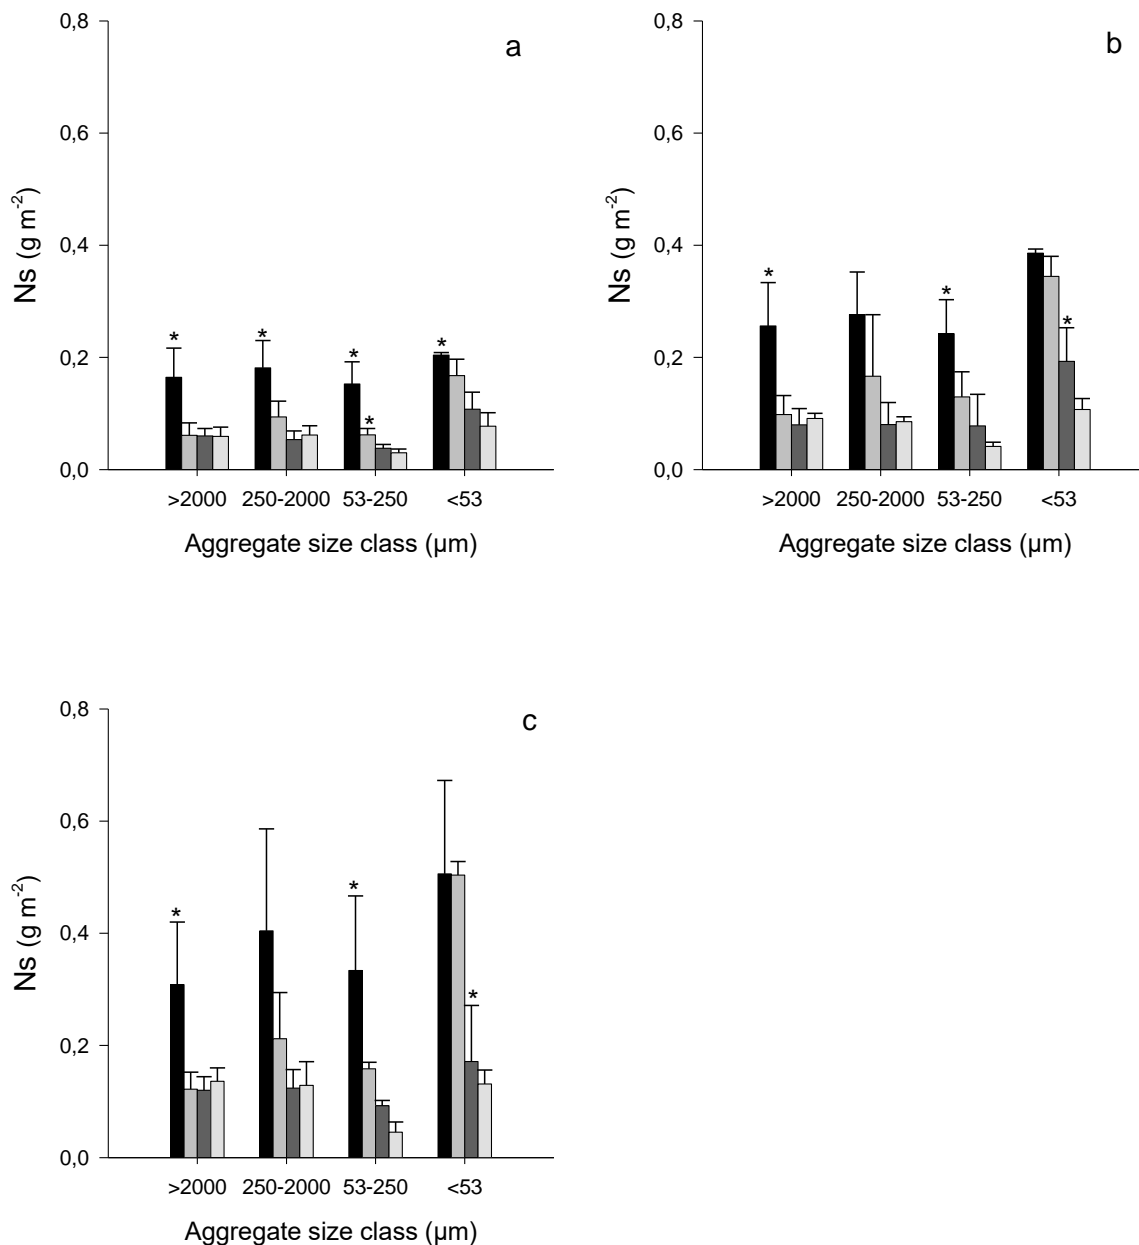 a
0,8
0,6
0,4
0,2
0,0
Ns (g m-2)
* * * * *
>2000 250-2000 53-250 <53
Aggregate size class (µm)
b
0,8
0,6
0,4
0,2
0,0
Ns (g m-2)
* * *
>2000 250-2000 53-250 <53
Aggregate size class (µm)
c
0,8
0,6
0,4
0,2
0,0
Ns (g m-2)
* * *
>2000 250-2000 53-250 <53
Aggregate size class (µm)